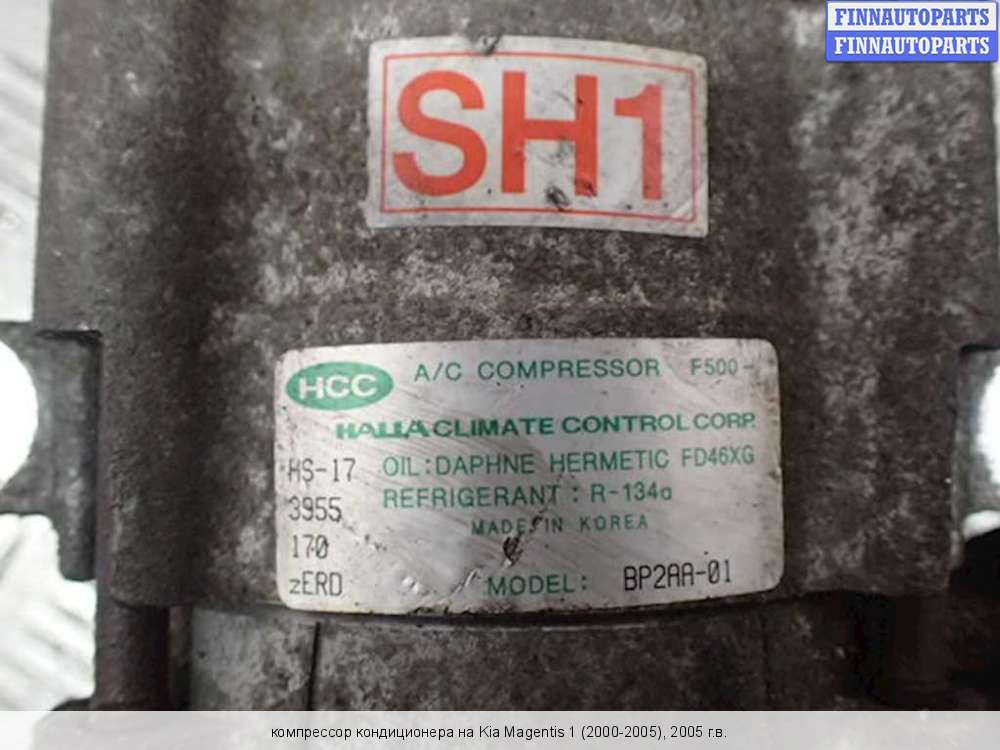 FINNAUTOPARTS
FINNAUTOPARTS
SH1
HCC A/C COMPRESSOR F500-
HALLA CLIMATE CONTROL CORP.
HS-17 OIL:DAPHNE HERMETIC FD46XG
3955 REFRIGERANT : R-134a
MADE IN KOREA
170
zERD MODEL: BP2AA-01
компрессор кондиционера на Kia Magentis 1 (2000-2005), 2005 г.в.